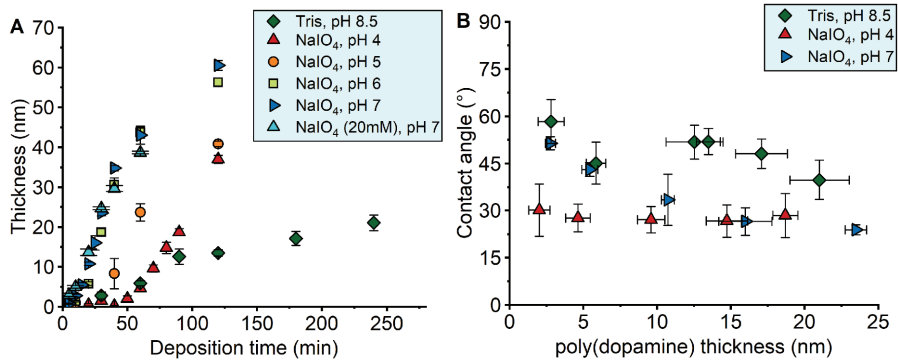 A
Tris, pH 8.5
NaIO₄, pH 4
NaIO₄, pH 5
NaIO₄, pH 6
NaIO₄, pH 7
NaIO₄ (20mM), pH 7
Thickness (nm)
70
60
50
40
30
20
10
0
0 50 100 150 200 250
Deposition time (min)
B
Tris, pH 8.5
NaIO₄, pH 4
NaIO₄, pH 7
Contact angle (°)
90
75
60
45
30
15
0
0 5 10 15 20 25
poly(dopamine) thickness (nm)